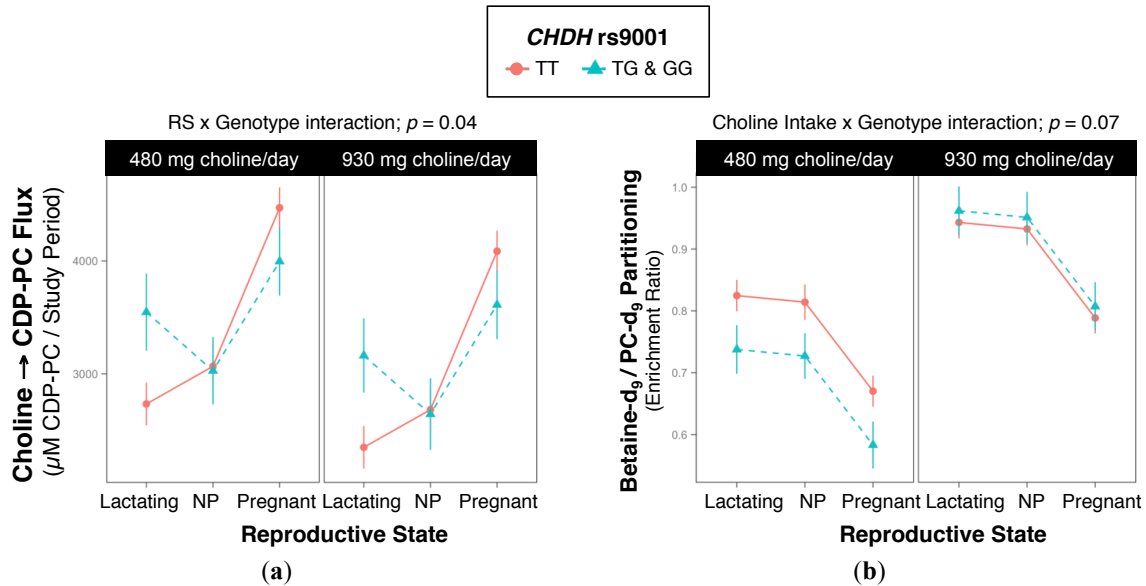 CHDH rs9001
TT TG & GG
RS x Genotype interaction; p = 0.04
480 mg choline/day 930 mg choline/day
Choline → CDP-PC Flux
(µM CDP-PC / Study Period)
4000
3000
Lactating NP Pregnant Lactating NP Pregnant
Reproductive State
(a)
Choline Intake x Genotype interaction; p = 0.07
480 mg choline/day 930 mg choline/day
Betaine-d₉ / PC-d₉ Partitioning
(Enrichment Ratio)
1.0
0.9
0.8
0.7
0.6
Lactating NP Pregnant Lactating NP Pregnant
Reproductive State
(b)